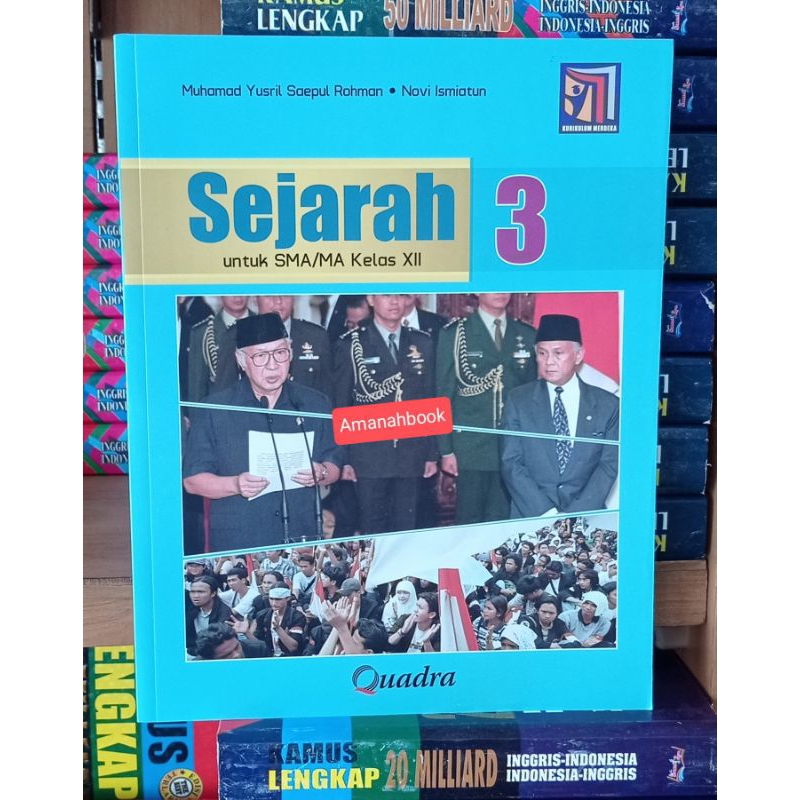 LENGKAP 50 MILLIARD INGGRIS-INDONESIA
INDONESIA-INGGRIS
Muhamad Yusril Saepul Rohman • Novi Ismiatun
KURIKULUM MERDEKA
Sejarah 3
untuk SMA/MA Kelas XII
Amanahbook
Quadra
ENGKAP
US
KAMUS
LENGKAP 20 MILLIARD INGGRIS-INDONESIA
INDONESIA-INGGRIS